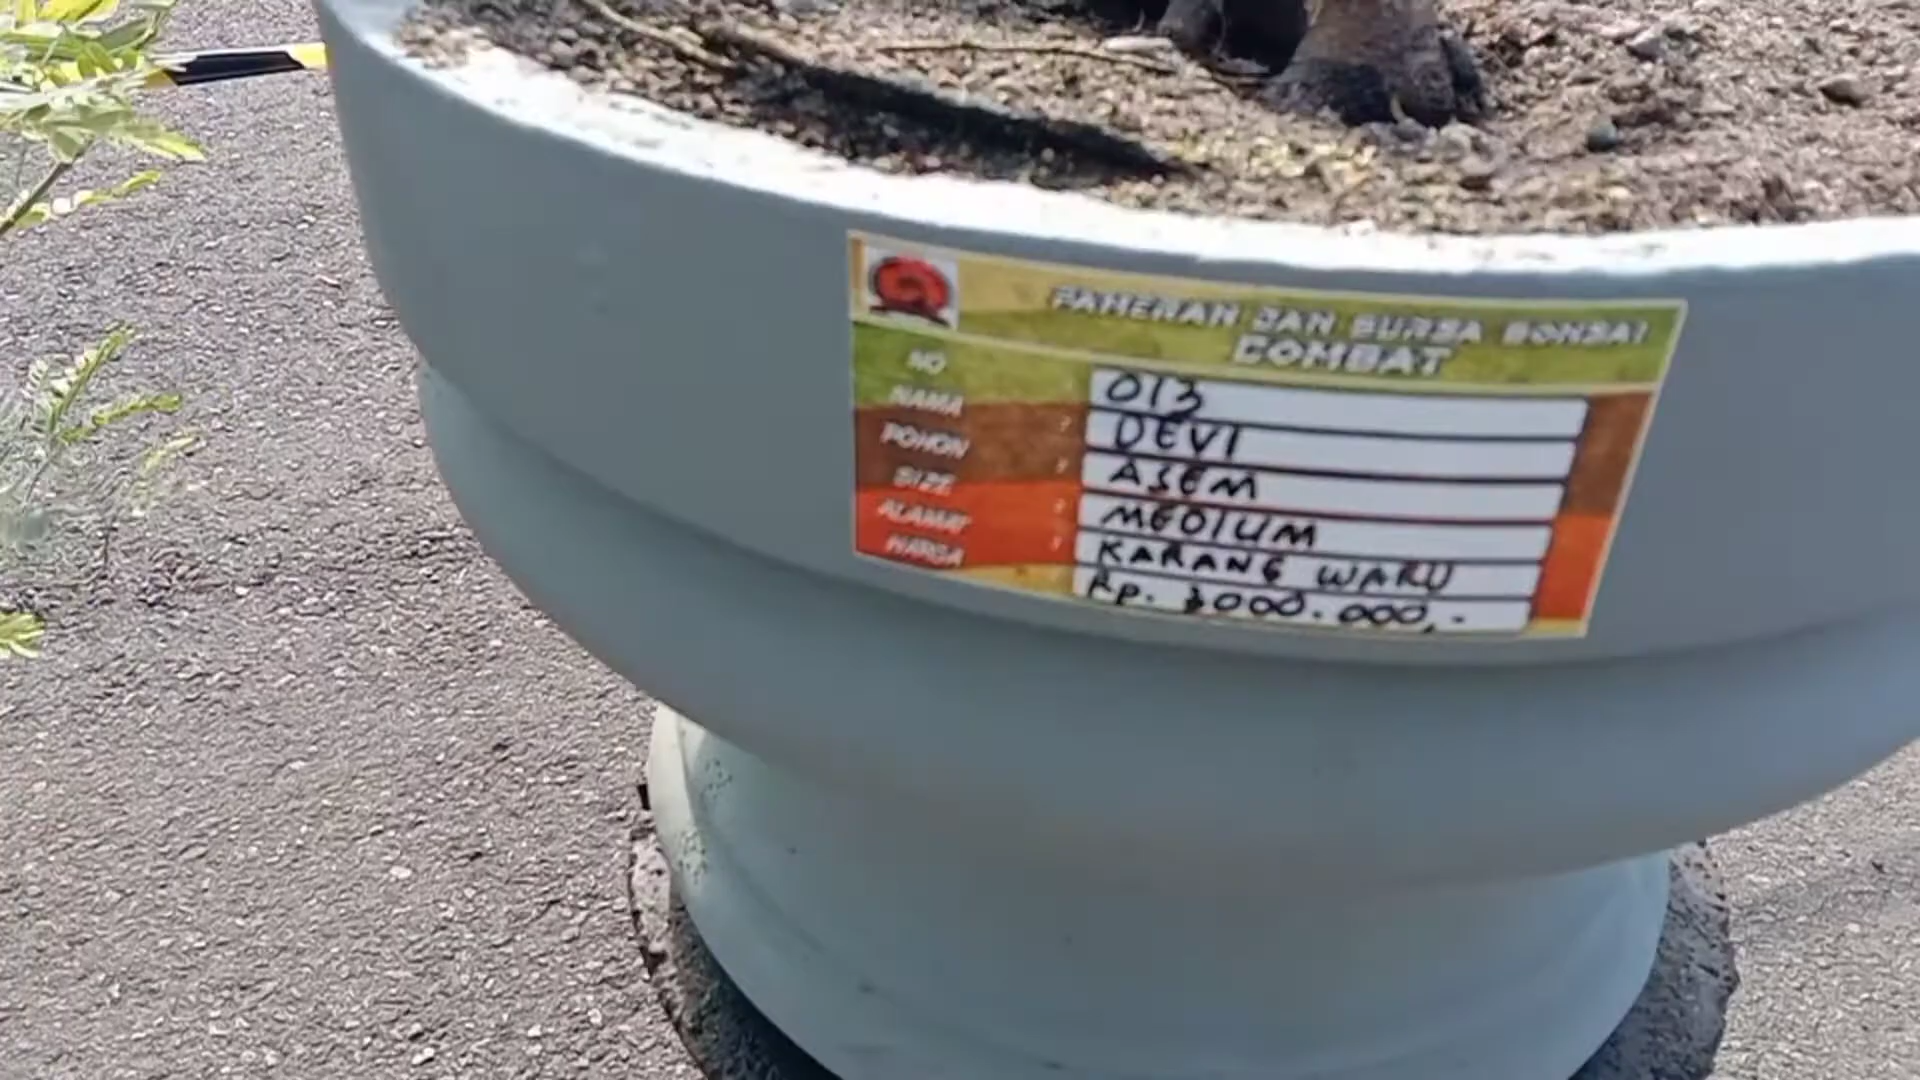 PAMERAN DAN BURSA BONSAI
COMBAT
NO 013
NAMA : DEVI
POHON : ASEM
SIZE : MEDIUM
ALAMAT : KARANG WARU
HARGA : Rp. 3000.000,-